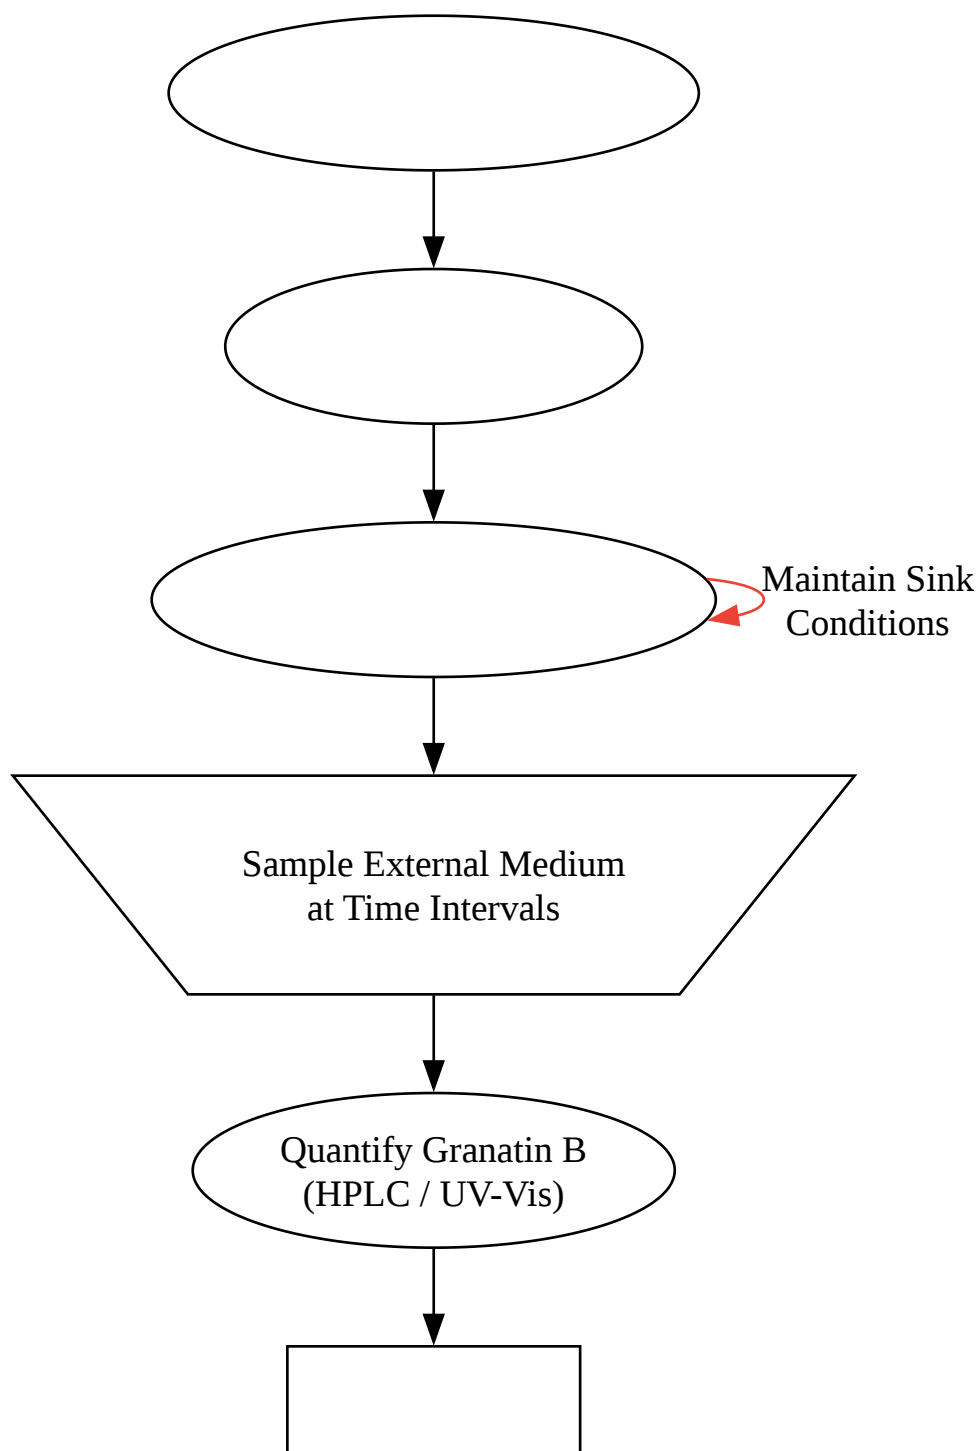 Maintain Sink
Conditions
Sample External Medium
at Time Intervals
Quantify Granatin B
(HPLC / UV-Vis)